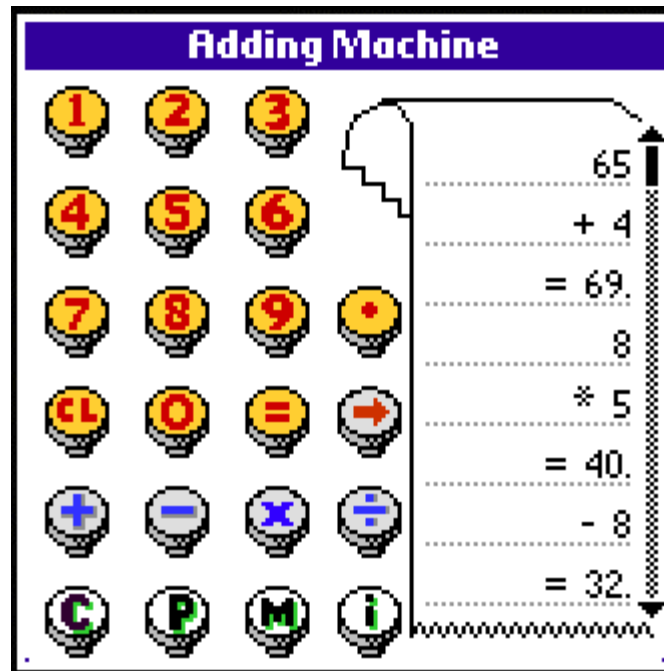 Adding Machine
1 2 3
4 5 6
7 8 9 •
CL 0 = →
+ − x ÷
C P M i
65
+ 4
= 69.
8
* 5
= 40.
- 8
= 32.